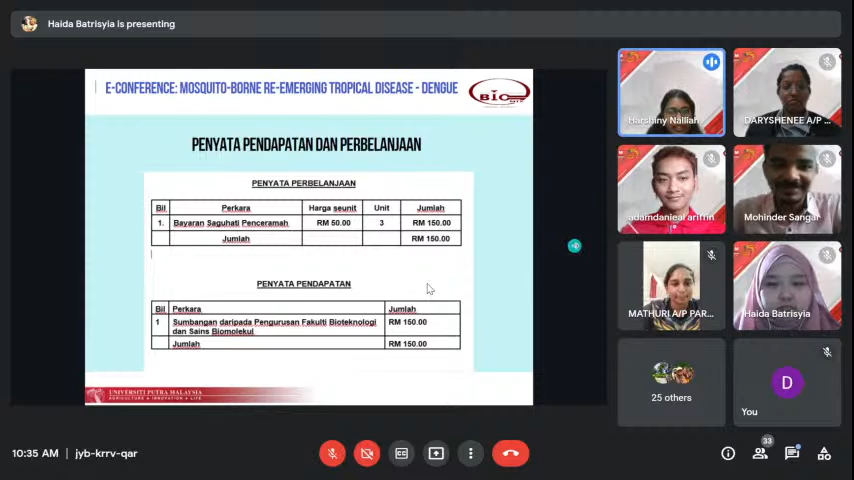 Haida Batrisyia is presenting
E-CONFERENCE: MOSQUITO-BORNE RE-EMERGING TROPICAL DISEASE - DENGUE
BIO
PENYATA PENDAPATAN DAN PERBELANJAAN
PENYATA PERBELANJAAN
Bil Perkara Harga seunit Unit Jumlah
1. Bayaran Saguhati Penceramah RM 50.00 3 RM 150.00
Jumlah RM 150.00
PENYATA PENDAPATAN
Bil Perkara Jumlah
1 Sumbangan daripada Pengurusan Fakulti Bioteknologi RM 150.00
dan Sains Biomolekul
Jumlah RM 150.00
UNIVERSITI PUTRA MALAYSIA
AGRICULTURE • INNOVATION • LIFE
Harshiny Nalliah
DARYSHENEE A/P ...
adamdanieal ariffin
Mohinder Sangar
MATHURI A/P PAR...
Haida Batrisyia
25 others
D
You
10:35 AM | jyb-krrv-qar
33